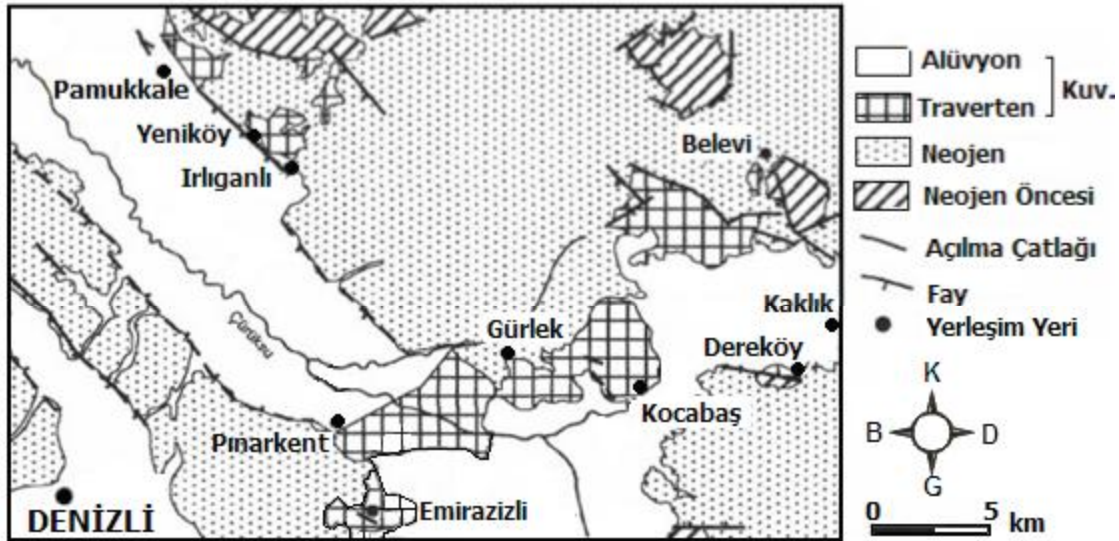 Pamukkale
Yeniköy
Irlıganlı
Belevi
Çürüksu
Gürlek
Kaklık
Dereköy
Kocabaş
Pınarkent
Emirazizli
DENİZLİ
Alüvyon
Traverten
Kuv.
Neojen
Neojen Öncesi
Açılma Çatlağı
Fay
Yerleşim Yeri
K
B D
G
0 5
km